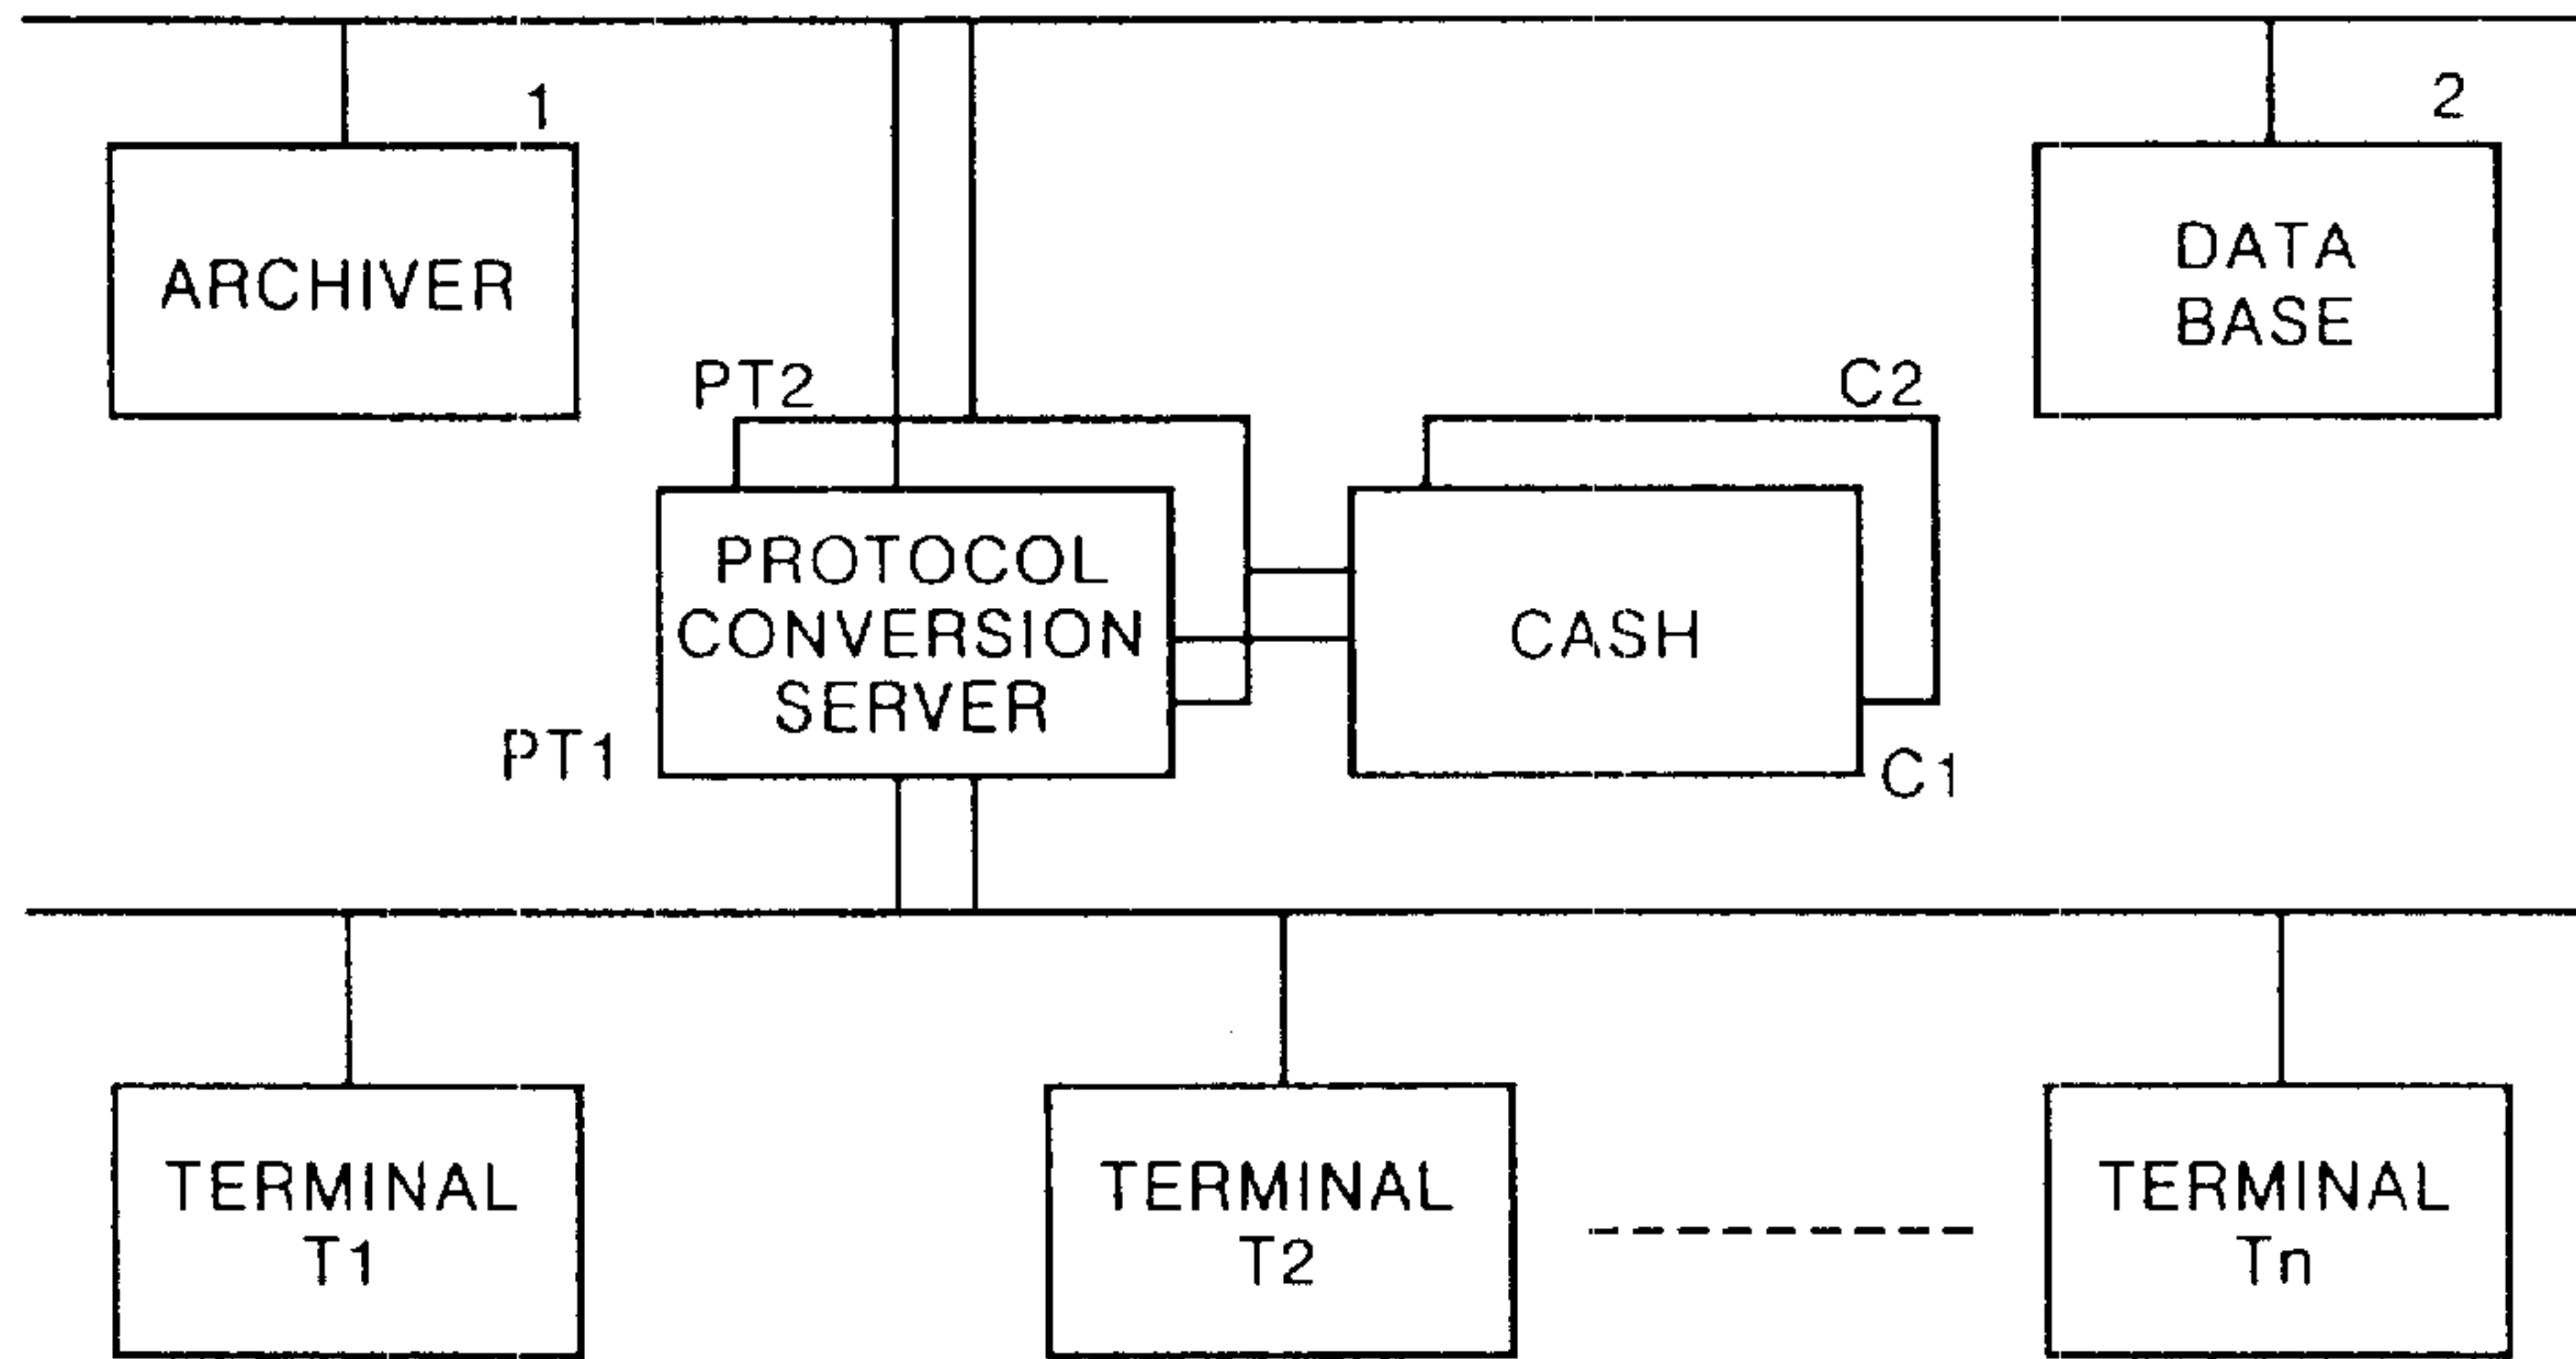 1
2
ARCHIVER
DATA
BASE
PT2
C2
PROTOCOL
CONVERSION
SERVER
CASH
PT1
C1
TERMINAL
T1
TERMINAL
T2
TERMINAL
Tn